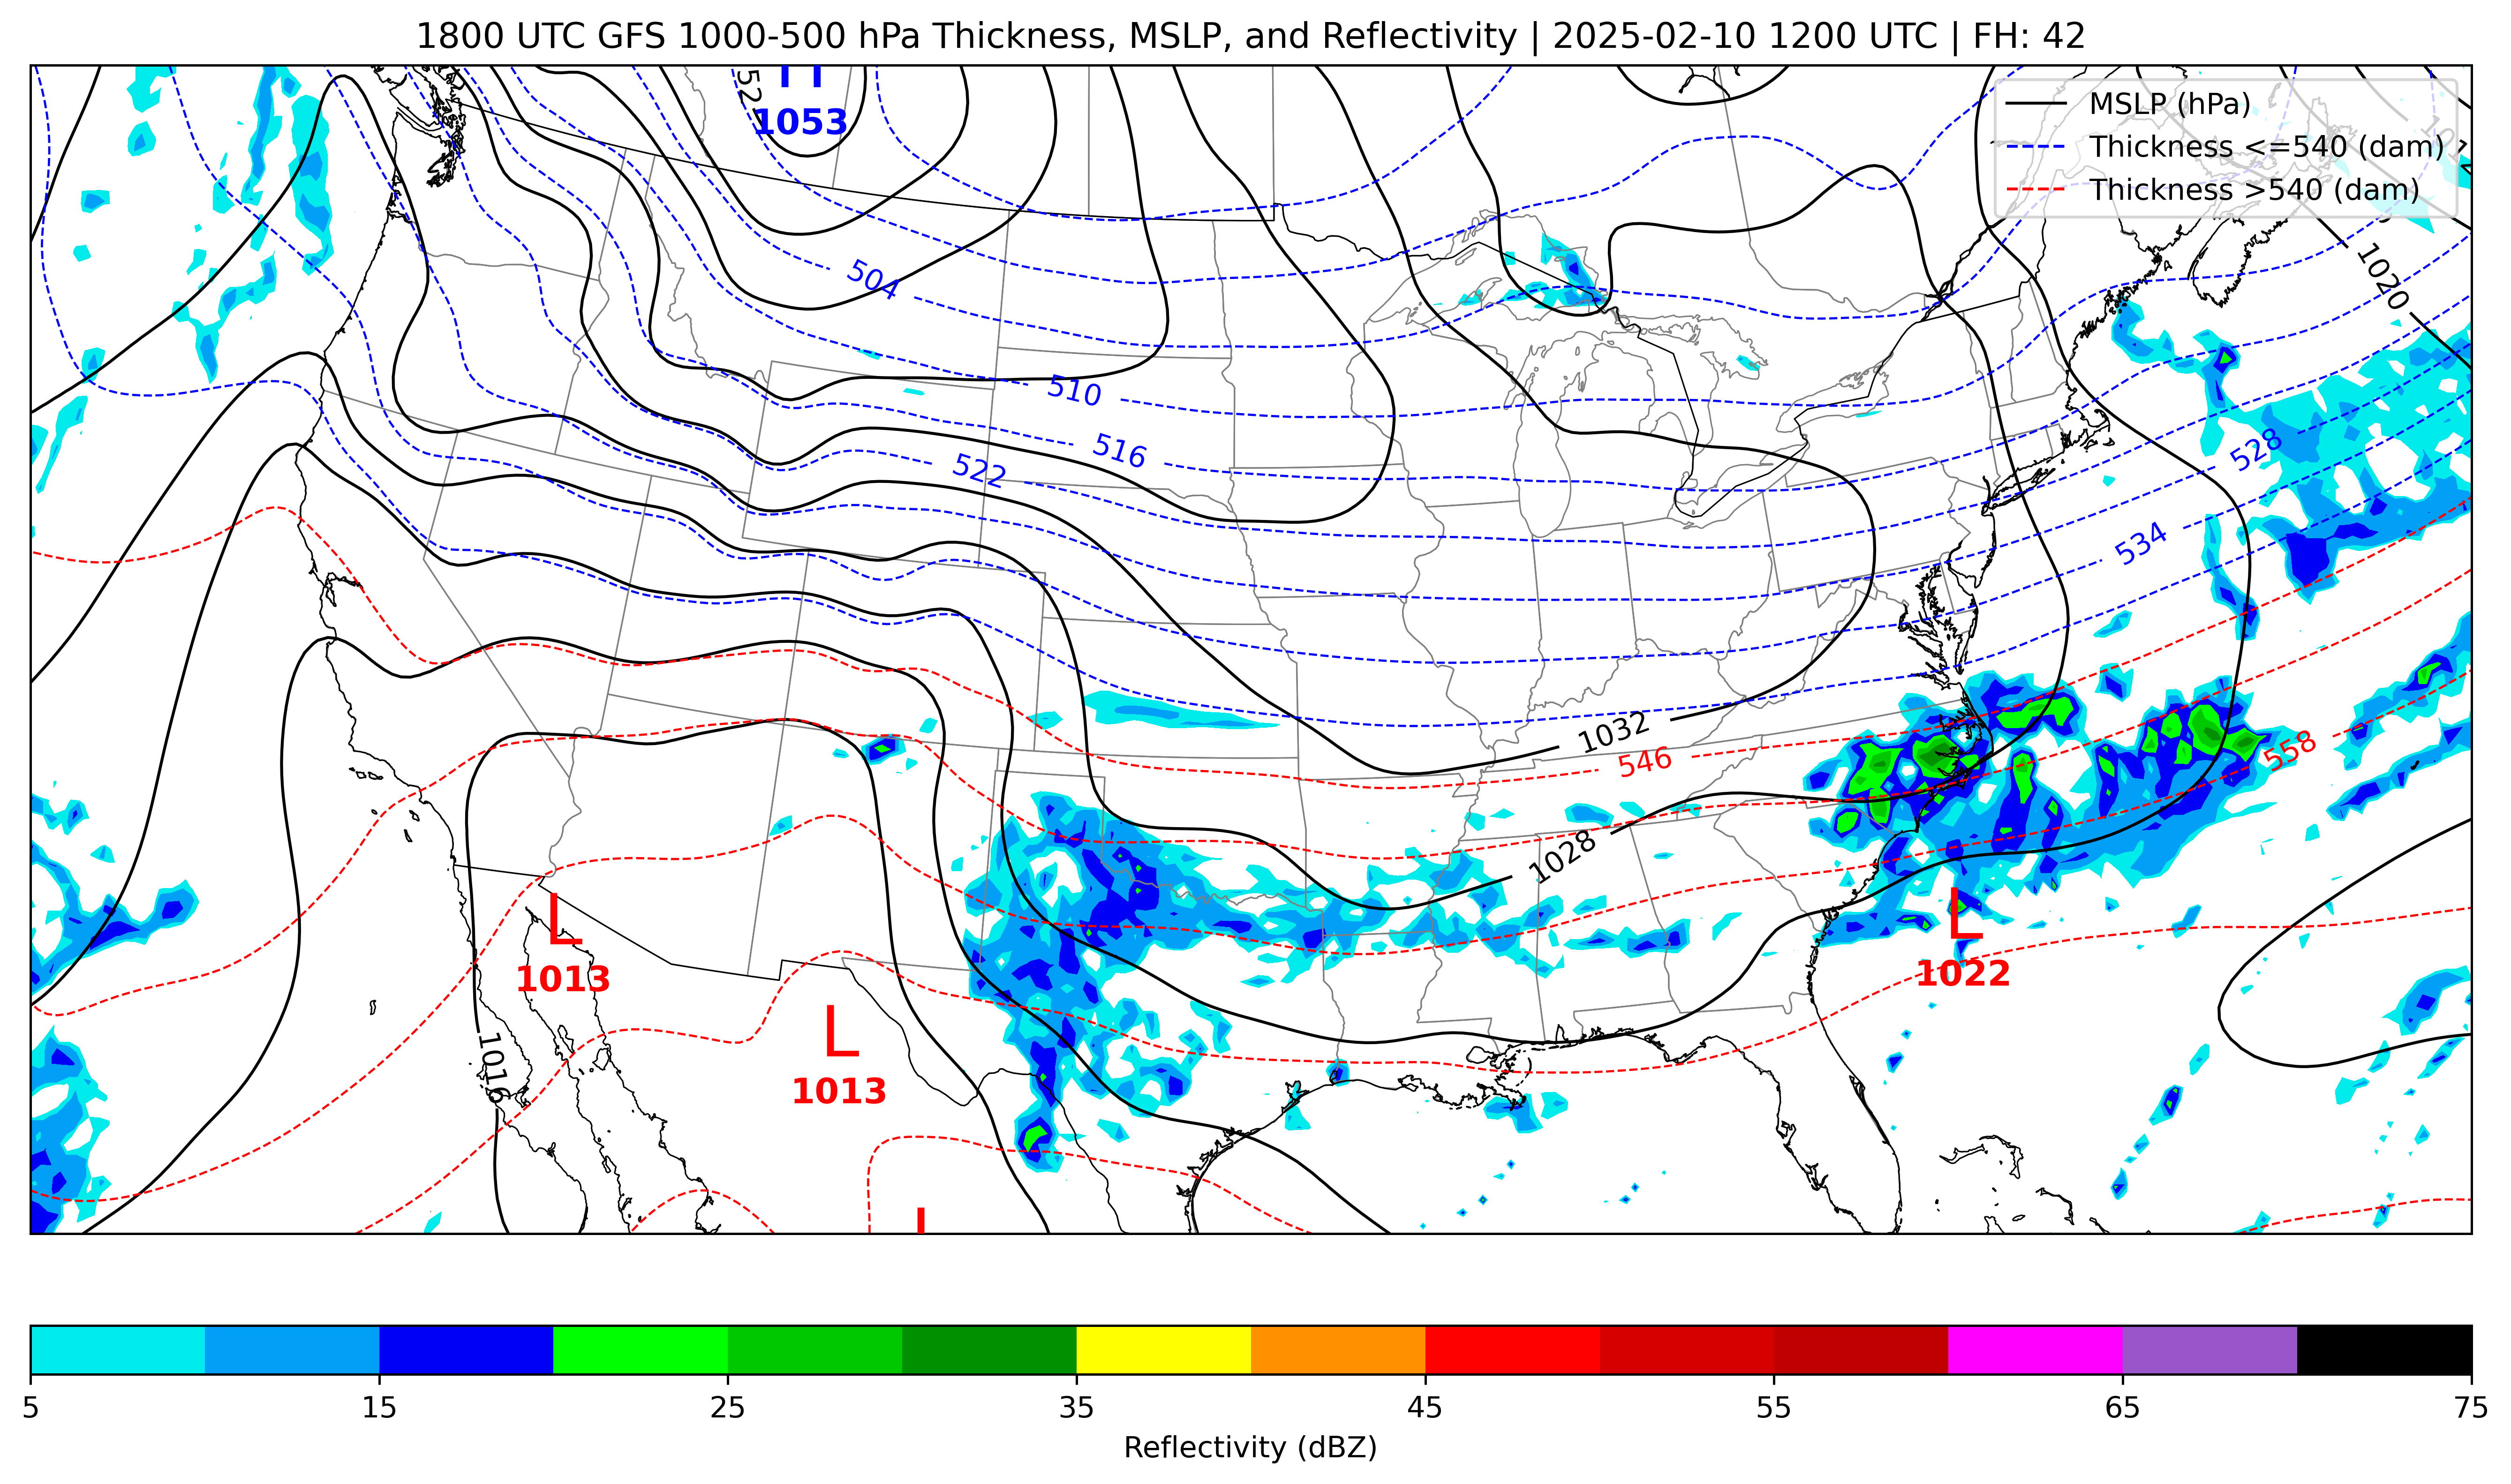 1800 UTC GFS 1000-500 hPa Thickness, MSLP, and Reflectivity | 2025-02-10 1200 UTC | FH: 42
MSLP (hPa)
Thickness <=540 (dam)
Thickness >540 (dam)
1053
1020
504
510
516
522
528
534
1032
546
558
1028
L
1022
L
1013
L
1013
1016
5 15 25 35 45 55 65 75
Reflectivity (dBZ)